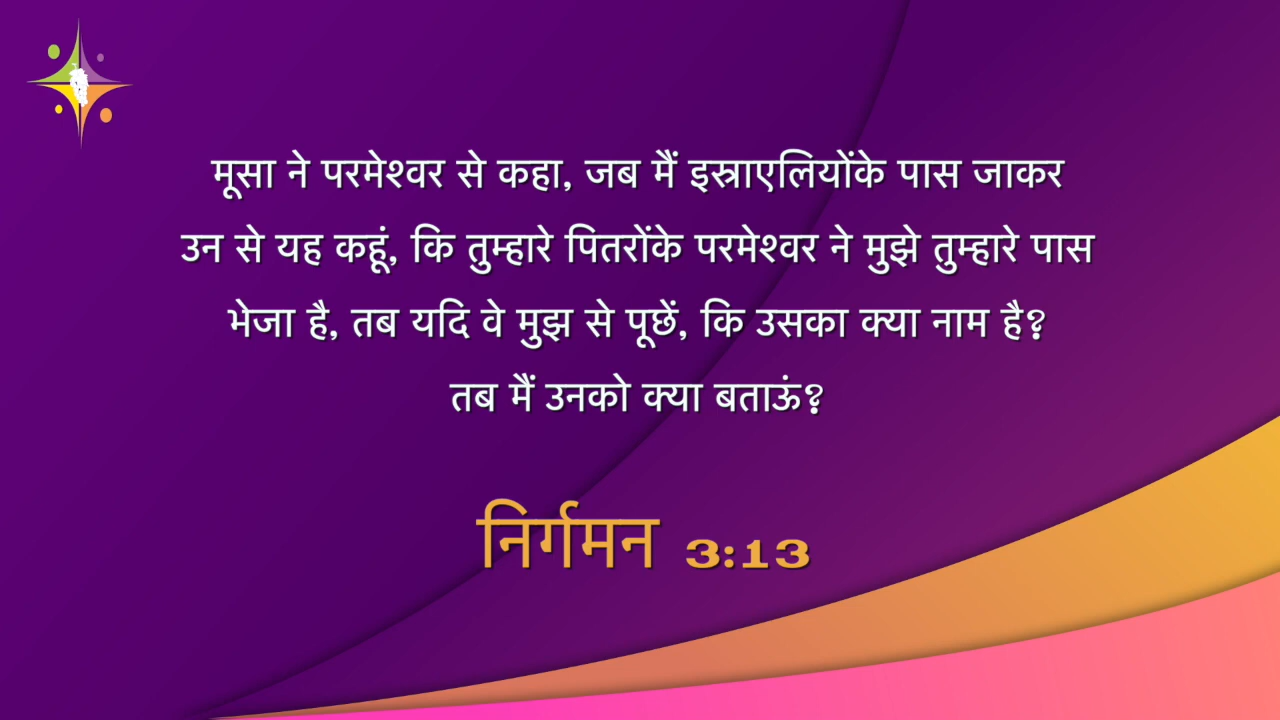 मूसा ने परमेश्वर से कहा, जब मैं इस्राएलियोंके पास जाकर
उन से यह कहूं, कि तुम्हारे पितरोंके परमेश्वर ने मुझे तुम्हारे पास
भेजा है, तब यदि वे मुझ से पूछें, कि उसका क्या नाम है?
तब मैं उनको क्या बताऊं?
निर्गमन 3:13